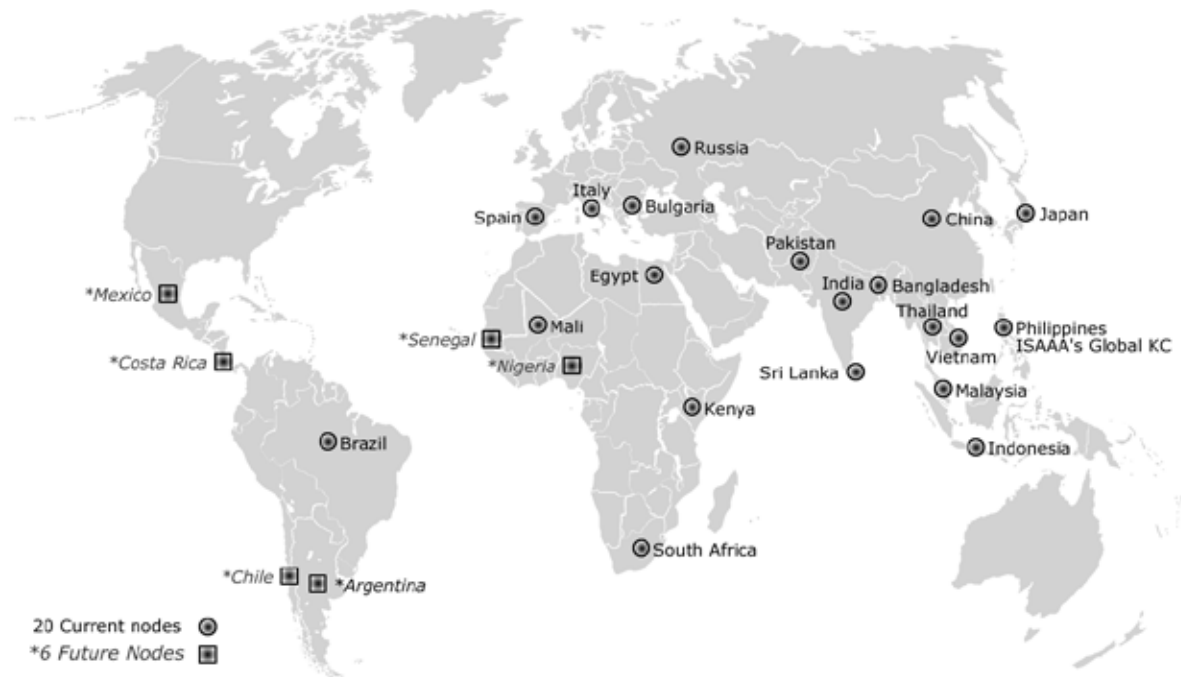 Russia
Italy
Bulgaria
Spain
China
Japan
Pakistan
Egypt
India
Bangladesh
*Mexico
Thailand
Mali
Philippines
ISAAA's Global KC
*Senegal
Vietnam
*Costa Rica
*Nigeria
Sri Lanka
Malaysia
Kenya
Brazil
Indonesia
South Africa
*Chile
*Argentina
20 Current nodes
*6 Future Nodes